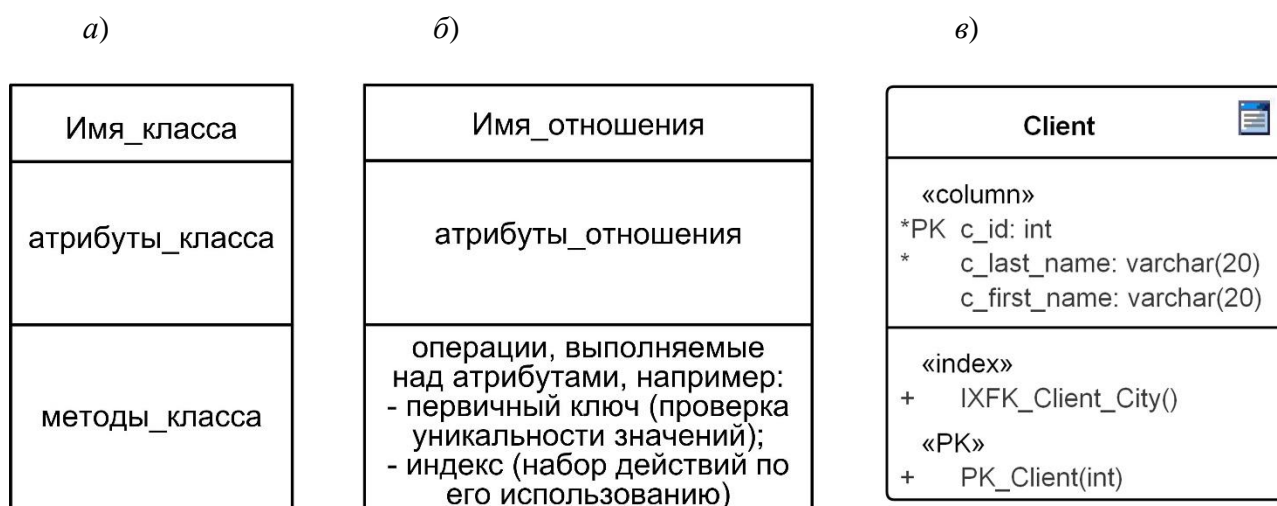 а)
б)
в)
Имя_класса
атрибуты_класса
методы_класса
Имя_отношения
атрибуты_отношения
операции, выполняемые
над атрибутами, например:
- первичный ключ (проверка
уникальности значений);
- индекс (набор действий по
его использованию)
Client
«column»
*PK c_id: int
* c_last_name: varchar(20)
c_first_name: varchar(20)
«index»
+ IXFK_Client_City()
«PK»
+ PK_Client(int)